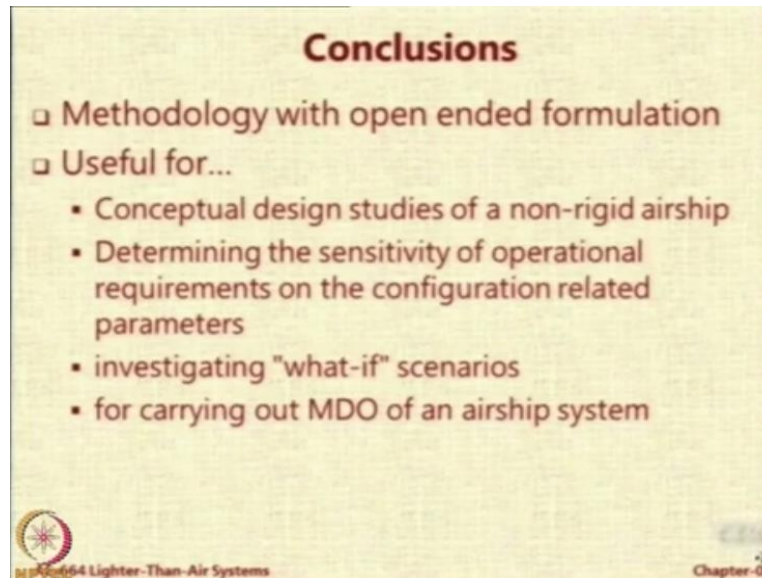 Conclusions
❑ Methodology with open ended formulation
❑ Useful for...
▪ Conceptual design studies of a non-rigid airship
▪ Determining the sensitivity of operational
requirements on the configuration related
parameters
▪ investigating "what-if" scenarios
▪ for carrying out MDO of an airship system
664 Lighter-Than-Air Systems
Chapter-0